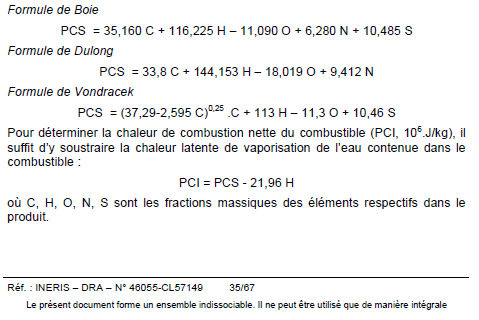 Formule de Boie
PCS = 35,160 C + 116,225 H – 11,090 O + 6,280 N + 10,485 S
Formule de Dulong
PCS = 33,8 C + 144,153 H – 18,019 O + 9,412 N
Formule de Vondracek
PCS = (37,29-2,595 C)^0,25 .C + 113 H – 11,3 O + 10,46 S
Pour déterminer la chaleur de combustion nette du combustible (PCI, 10⁶.J/kg), il
suffit d'y soustraire la chaleur latente de vaporisation de l'eau contenue dans le
combustible :
PCI = PCS - 21,96 H
où C, H, O, N, S sont les fractions massiques des éléments respectifs dans le
produit.
Réf. : INERIS – DRA – N° 46055-CL57149 35/67
Le présent document forme un ensemble indissociable. Il ne peut être utilisé que de manière intégrale